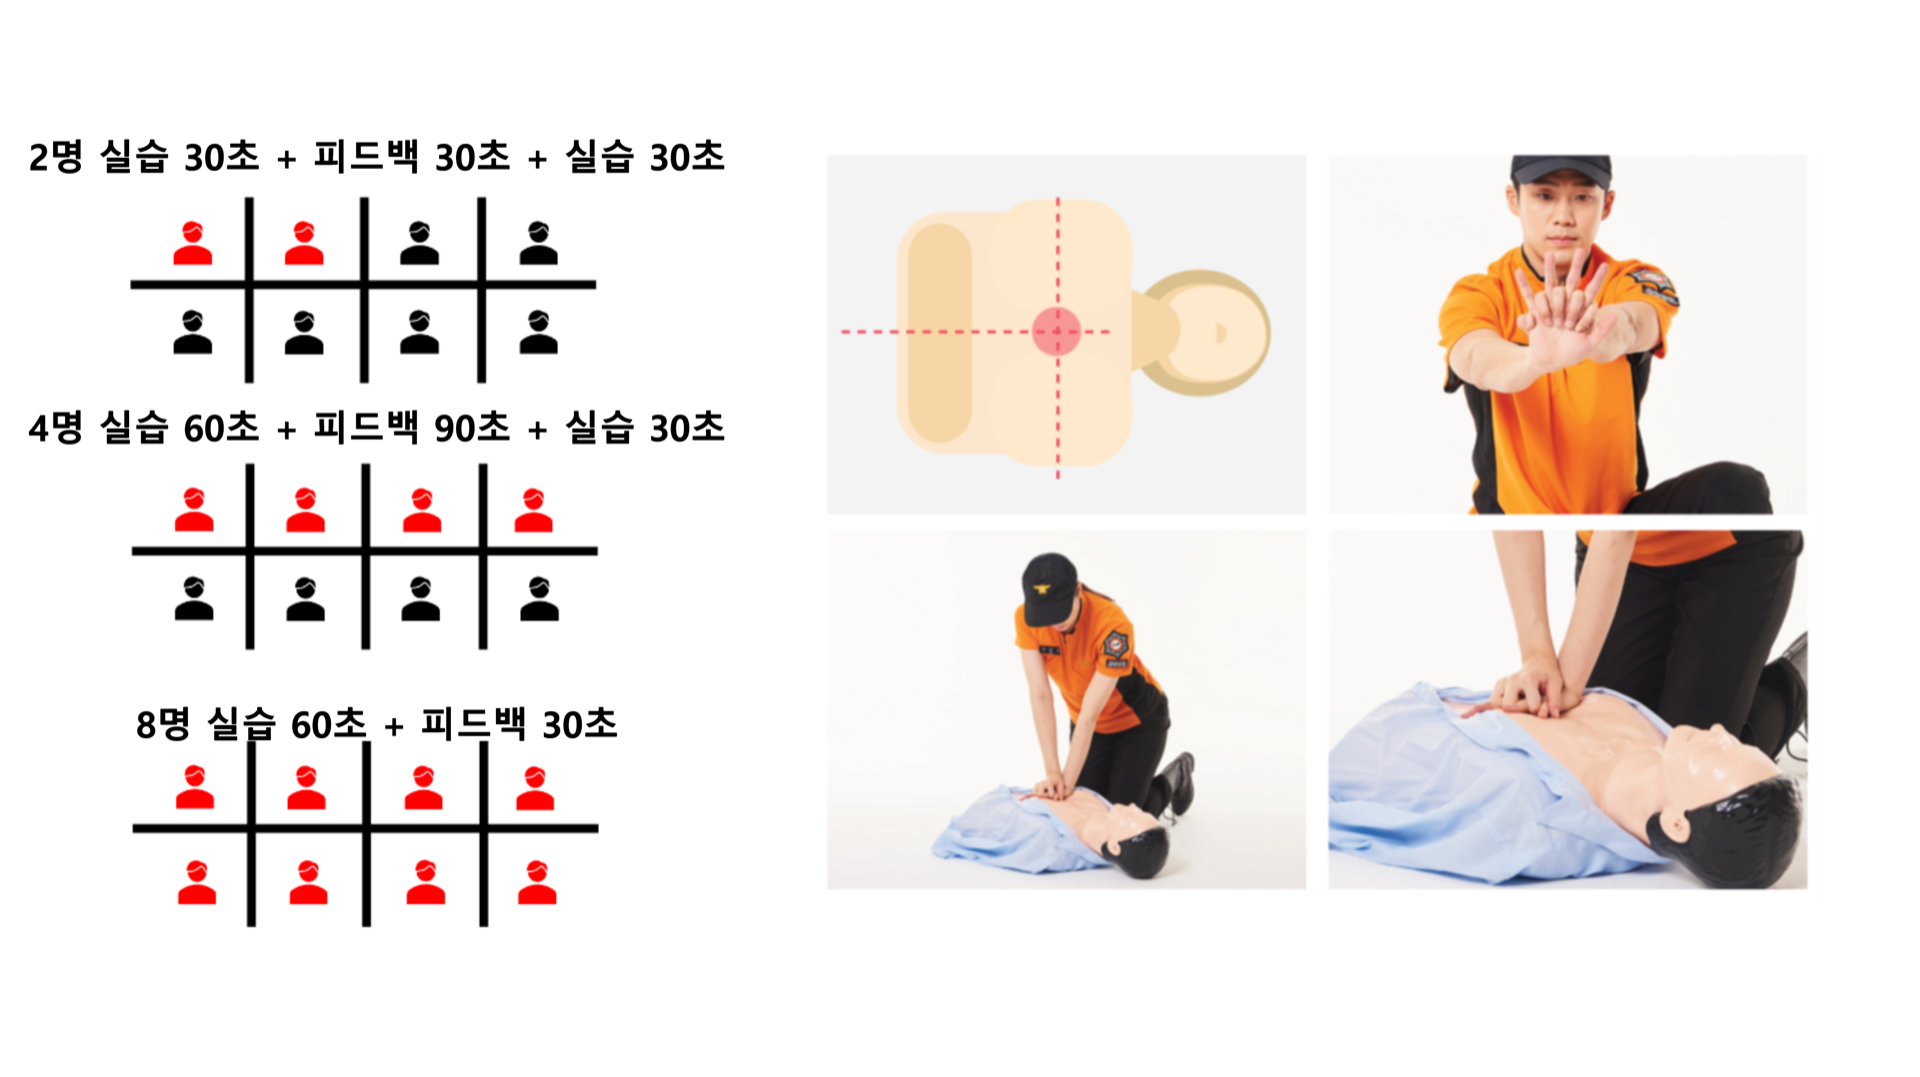 2명 실습 30초 + 피드백 30초 + 실습 30초
4명 실습 60초 + 피드백 90초 + 실습 30초
8명 실습 60초 + 피드백 30초